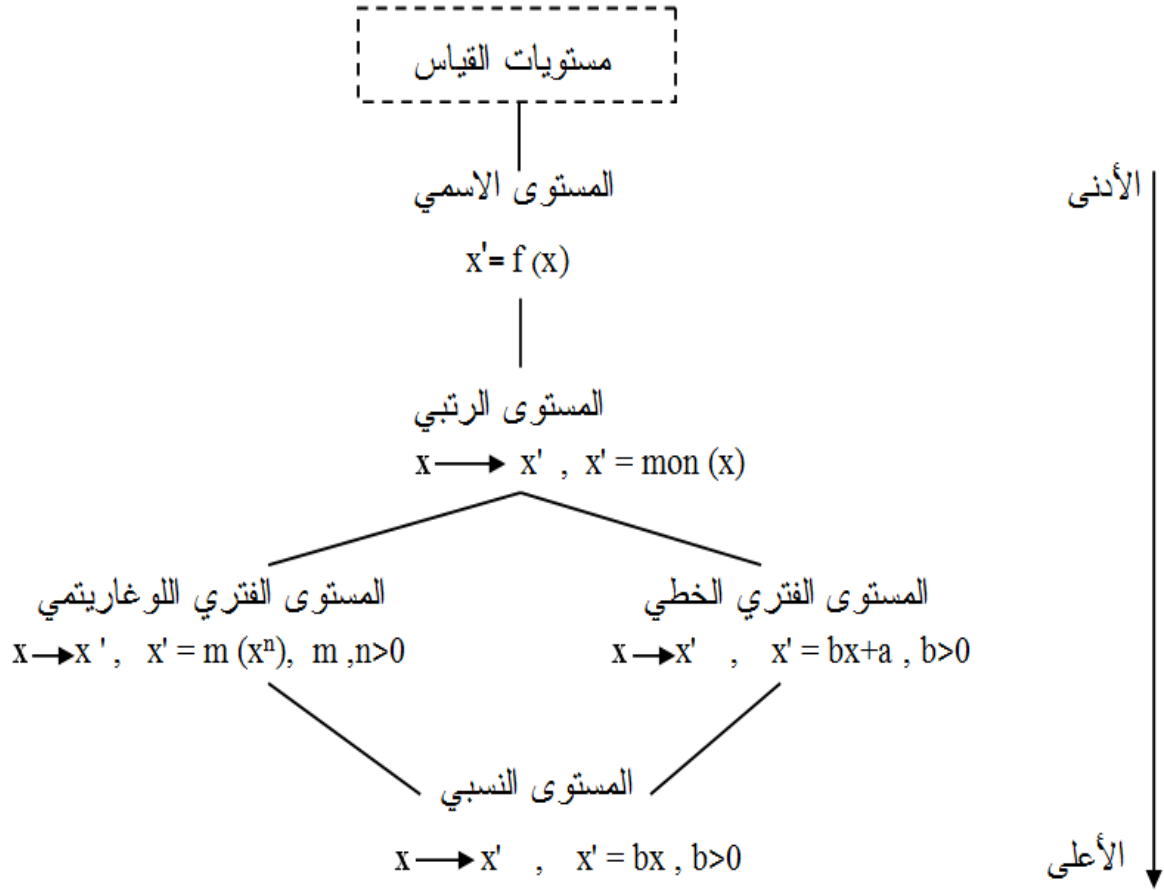 مستويات القياس
المستوى الاسمي
الأدنى
x'= f (x)
المستوى الرتبي
x ⟶ x' , x' = mon (x)
المستوى الفتري الخطي
المستوى الفتري اللوغاريتمي
x ⟶ x' , x' = bx+a , b>0
x ⟶ x ' , x' = m (xⁿ), m ,n>0
المستوى النسبي
x ⟶ x' , x' = bx , b>0
الأعلى